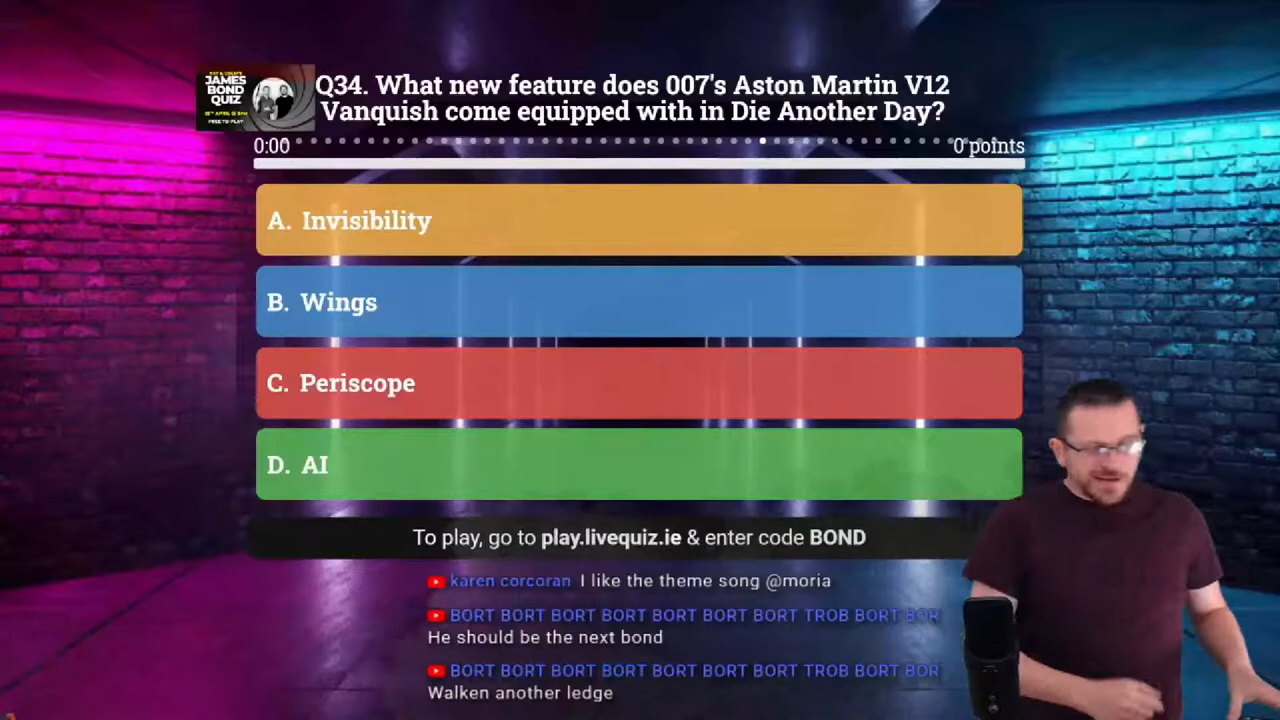 JAMES
BOND
QUIZ
FREE TO PLAY
Q34. What new feature does 007's Aston Martin V12
Vanquish come equipped with in Die Another Day?
0:00
0 points
A. Invisibility
B. Wings
C. Periscope
D. AI
To play, go to play.livequiz.ie & enter code BOND
karen corcoran I like the theme song @moria
BORT BORT BORT BORT BORT BORT BORT TROB BORT BOR
He should be the next bond
BORT BORT BORT BORT BORT BORT BORT TROB BORT BOR
Walken another ledge